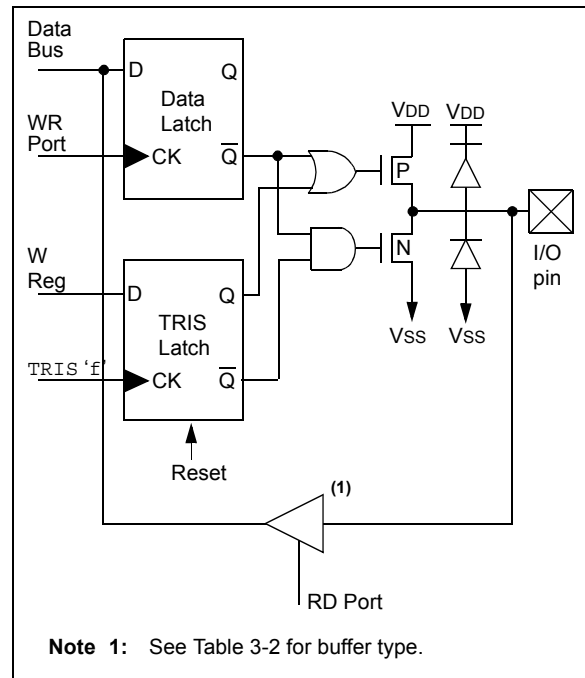 Data
Bus
D
Q
Data
Latch
WR
Port
CK
Q
VDD
VDD
P
N
I/O
pin
W
Reg
D
Q
TRIS
Latch
VSS
VSS
TRIS ‘f’
CK
Q
Reset
(1)
RD Port
Note 1: See Table 3-2 for buffer type.